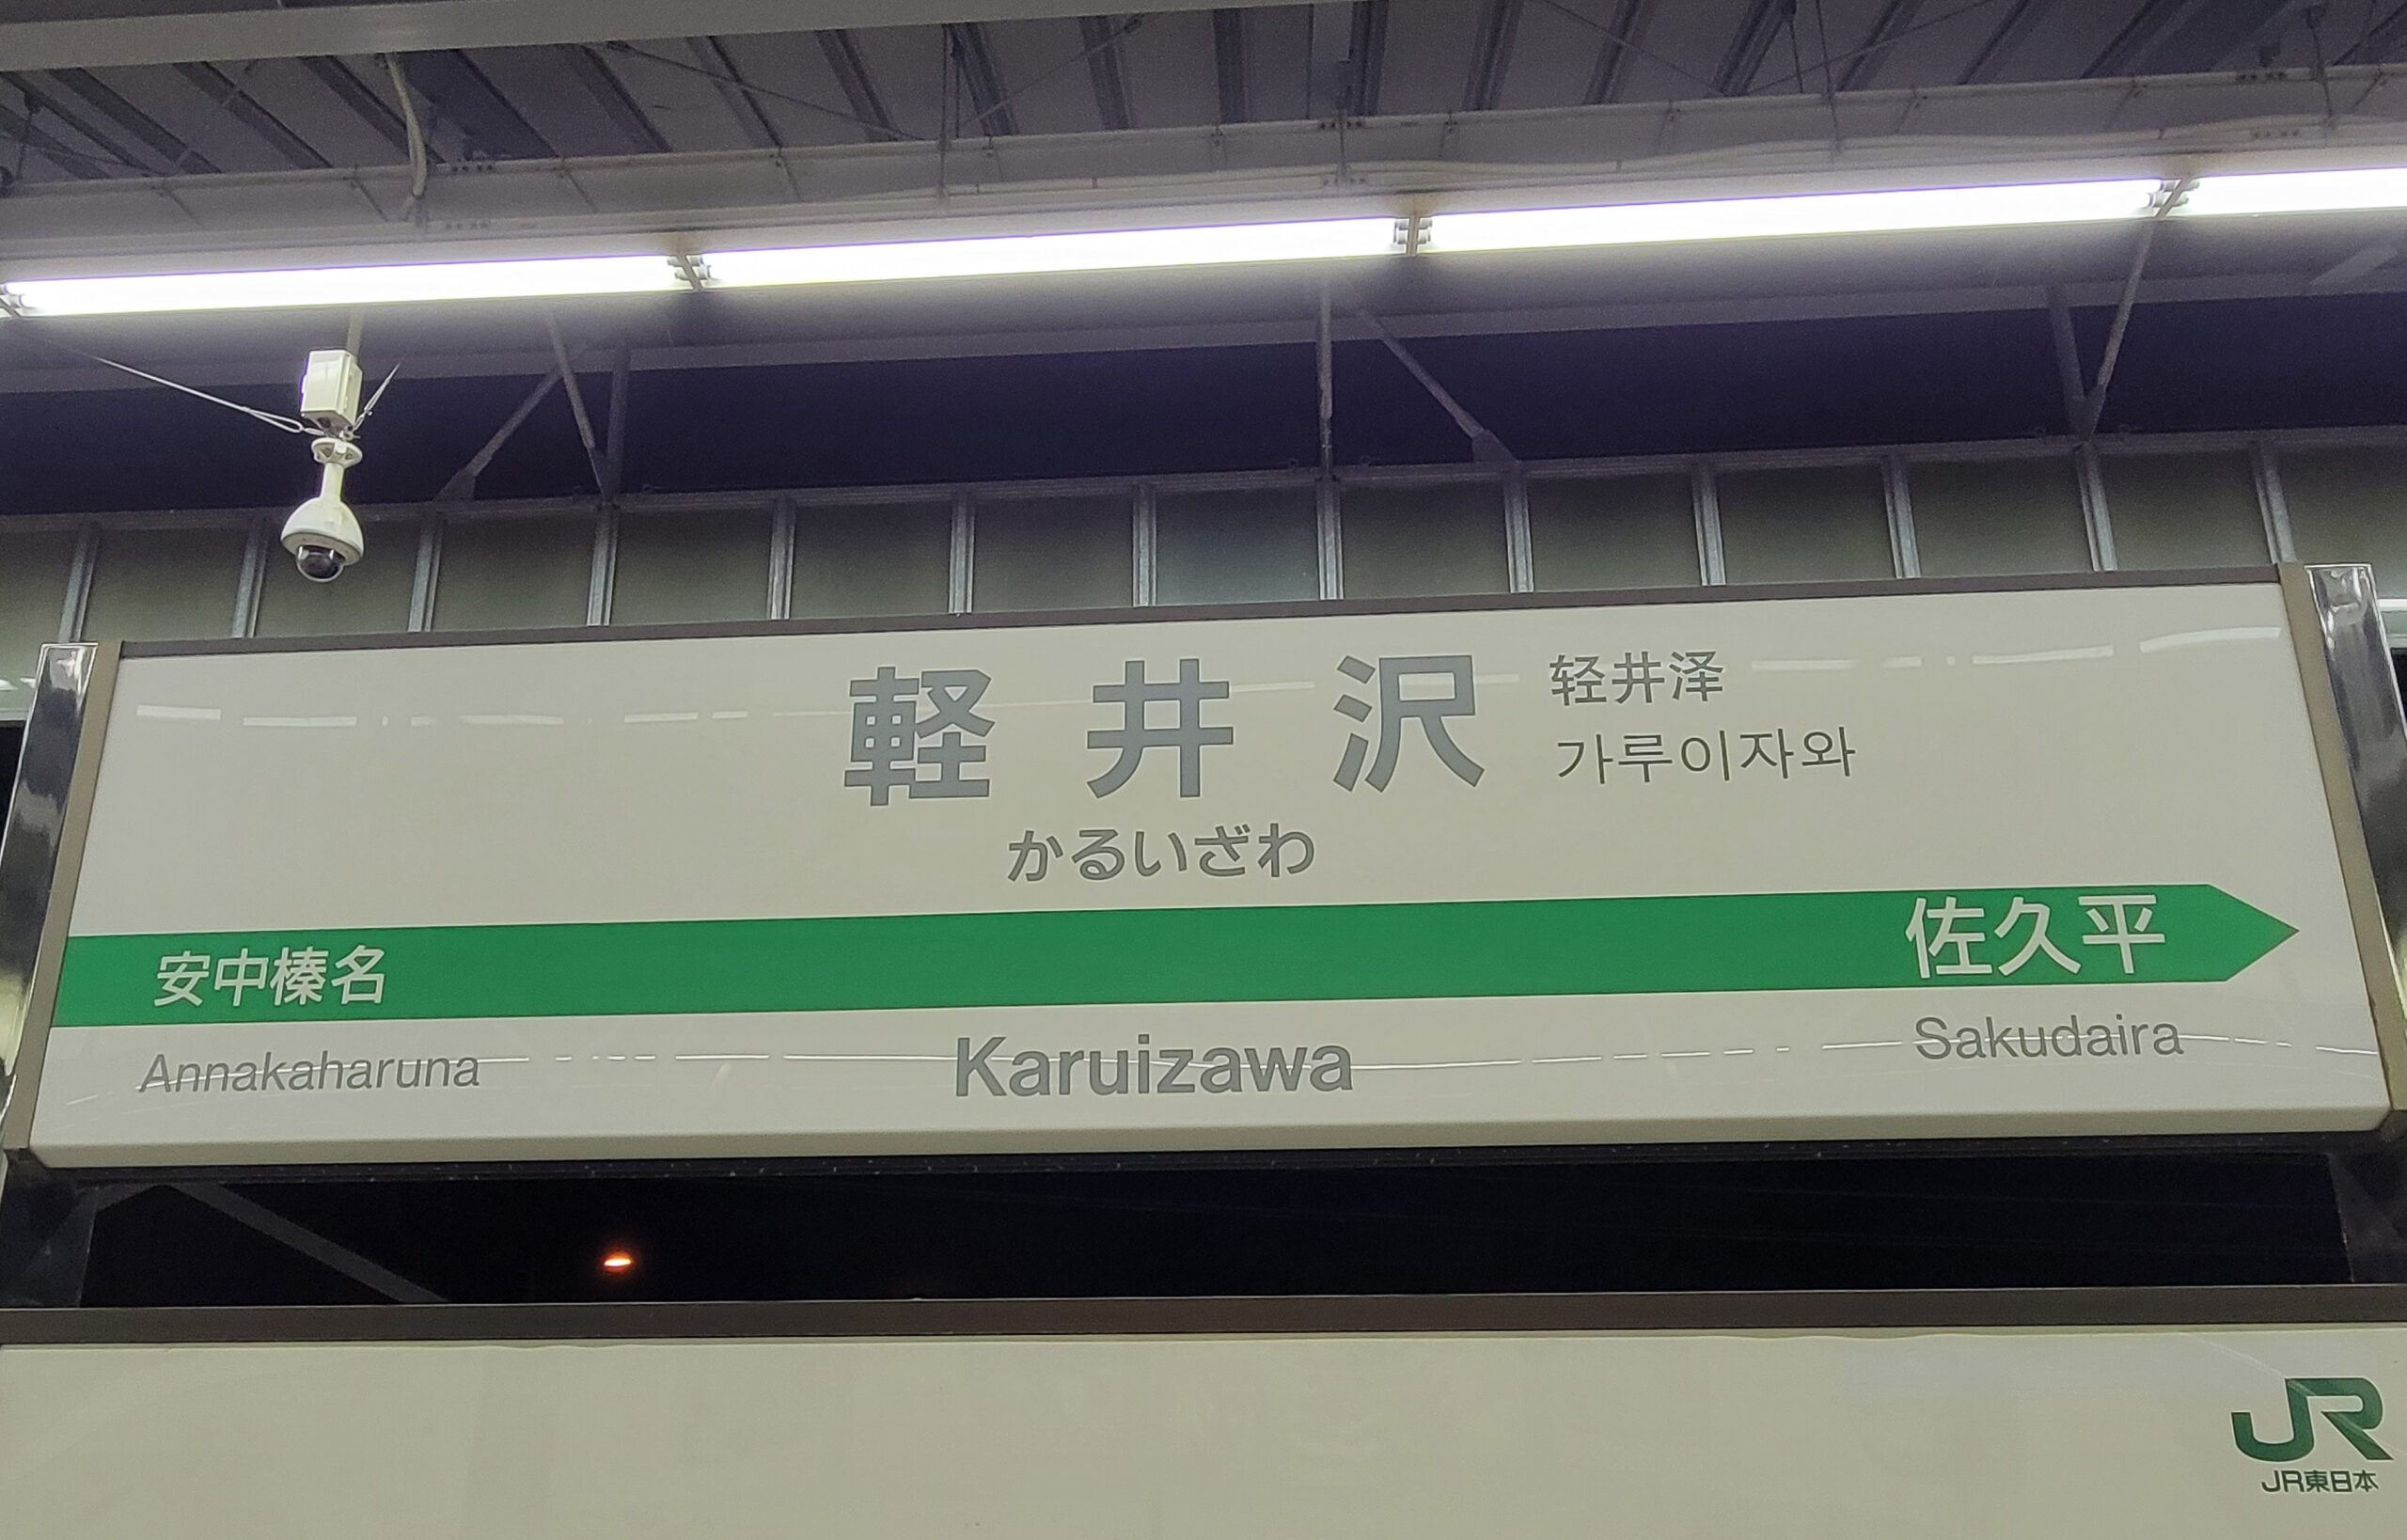 軽井沢
轻井泽
가루이자와
かるいざわ
安中榛名
佐久平
Annakaharuna
Karuizawa
Sakudaira
JR
JR東日本